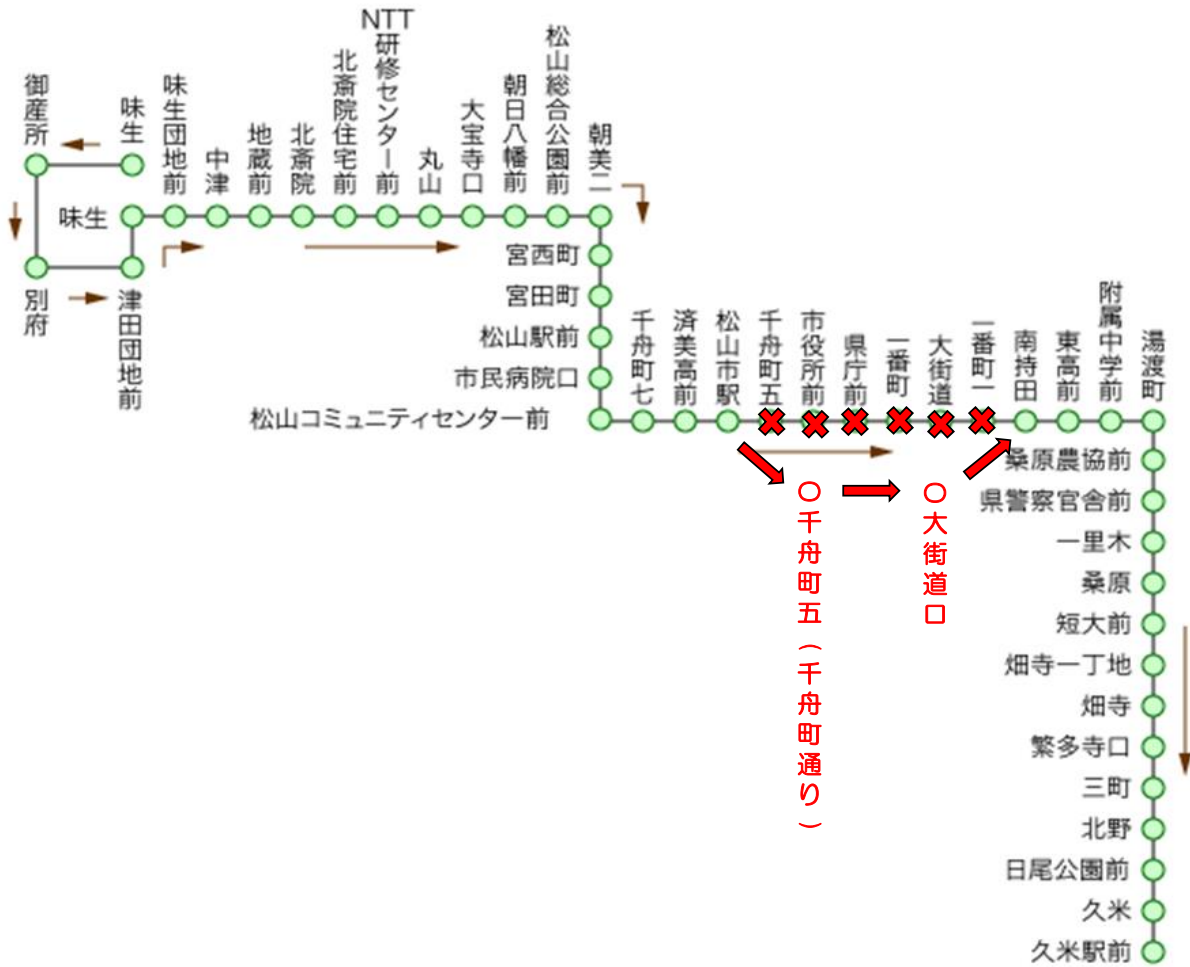 御産所
味生
味生団地前
中津
地蔵前
北斎院
北斎院住宅前
NTT研修センター前
丸山
大宝寺口
朝日八幡前
松山総合公園前
朝美二
味生
別府
津田団地前
宮西町
宮田町
松山駅前
市民病院口
松山コミュニティセンター前
千舟町七
済美高前
松山市駅
千舟町五
市役所前
県庁前
一番町
大街道
一番町一
南持田
東高前
附属中学前
湯渡町
〇千舟町五（千舟町通り）
〇大街道口
桑原農協前
県警察官舎前
一里木
桑原
短大前
畑寺一丁地
畑寺
繁多寺口
三町
北野
日尾公園前
久米
久米駅前